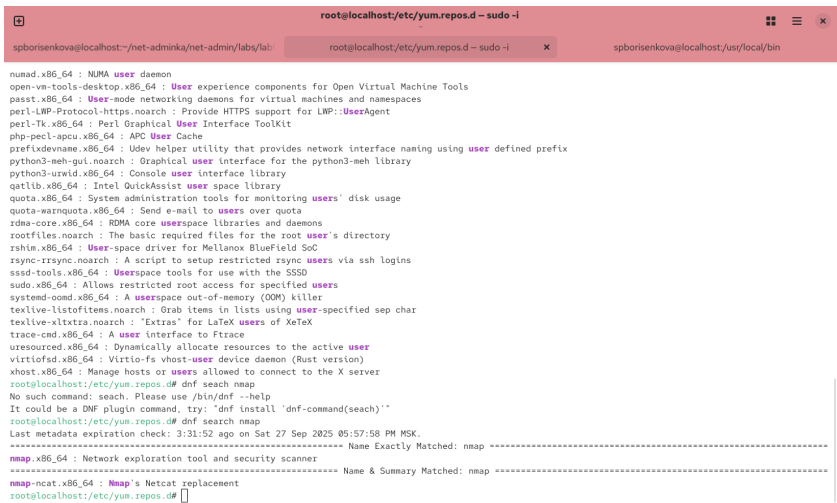 root@localhost:/etc/yum.repos.d — sudo -i
spborisenkova@localhost:~/net-adminka/net-admin/labs/lab
root@localhost:/etc/yum.repos.d — sudo -i
spborisenkova@localhost:/usr/local/bin
numad.x86_64 : NUMA user daemon
open-vm-tools-desktop.x86_64 : User experience components for Open Virtual Machine Tools
passt.x86_64 : User-mode networking daemons for virtual machines and namespaces
perl-LWP-Protocol-https.noarch : Provide HTTPS support for LWP::UserAgent
perl-Tk.x86_64 : Perl Graphical User Interface ToolKit
php-pecl-apcu.x86_64 : APC User Cache
prefixdevname.x86_64 : Udev helper utility that provides network interface naming using user defined prefix
python3-meh-gui.noarch : Graphical user interface for the python3-meh library
python3-urwid.x86_64 : Console user interface library
qatlib.x86_64 : Intel QuickAssist user space library
quota.x86_64 : System administration tools for monitoring users' disk usage
quota-warnquota.x86_64 : Send e-mail to users over quota
rdma-core.x86_64 : RDMA core userspace libraries and daemons
rootfiles.noarch : The basic required files for the root user's directory
rshim.x86_64 : User-space driver for Mellanox BlueField SoC
rsync-rrsync.noarch : A script to setup restricted rsync users via ssh logins
sssd-tools.x86_64 : Userspace tools for use with the SSSD
sudo.x86_64 : Allows restricted root access for specified users
systemd-oomd.x86_64 : A userspace out-of-memory (OOM) killer
texlive-listofitems.noarch : Grab items in lists using user-specified sep char
texlive-xltxtra.noarch : "Extras" for LaTeX users of XeTeX
trace-cmd.x86_64 : A user interface to Ftrace
uresourced.x86_64 : Dynamically allocate resources to the active user
virtiofsd.x86_64 : Virtio-fs vhost-user device daemon (Rust version)
xhost.x86_64 : Manage hosts or users allowed to connect to the X server
root@localhost:/etc/yum.repos.d# dnf seach nmap
No such command: seach. Please use /bin/dnf --help
It could be a DNF plugin command, try: "dnf install 'dnf-command(seach)'"
root@localhost:/etc/yum.repos.d# dnf search nmap
Last metadata expiration check: 3:31:52 ago on Sat 27 Sep 2025 05:57:58 PM MSK.
================================================ Name Exactly Matched: nmap ================================================
nmap.x86_64 : Network exploration tool and security scanner
=============================================== Name & Summary Matched: nmap ===============================================
nmap-ncat.x86_64 : Nmap's Netcat replacement
root@localhost:/etc/yum.repos.d#